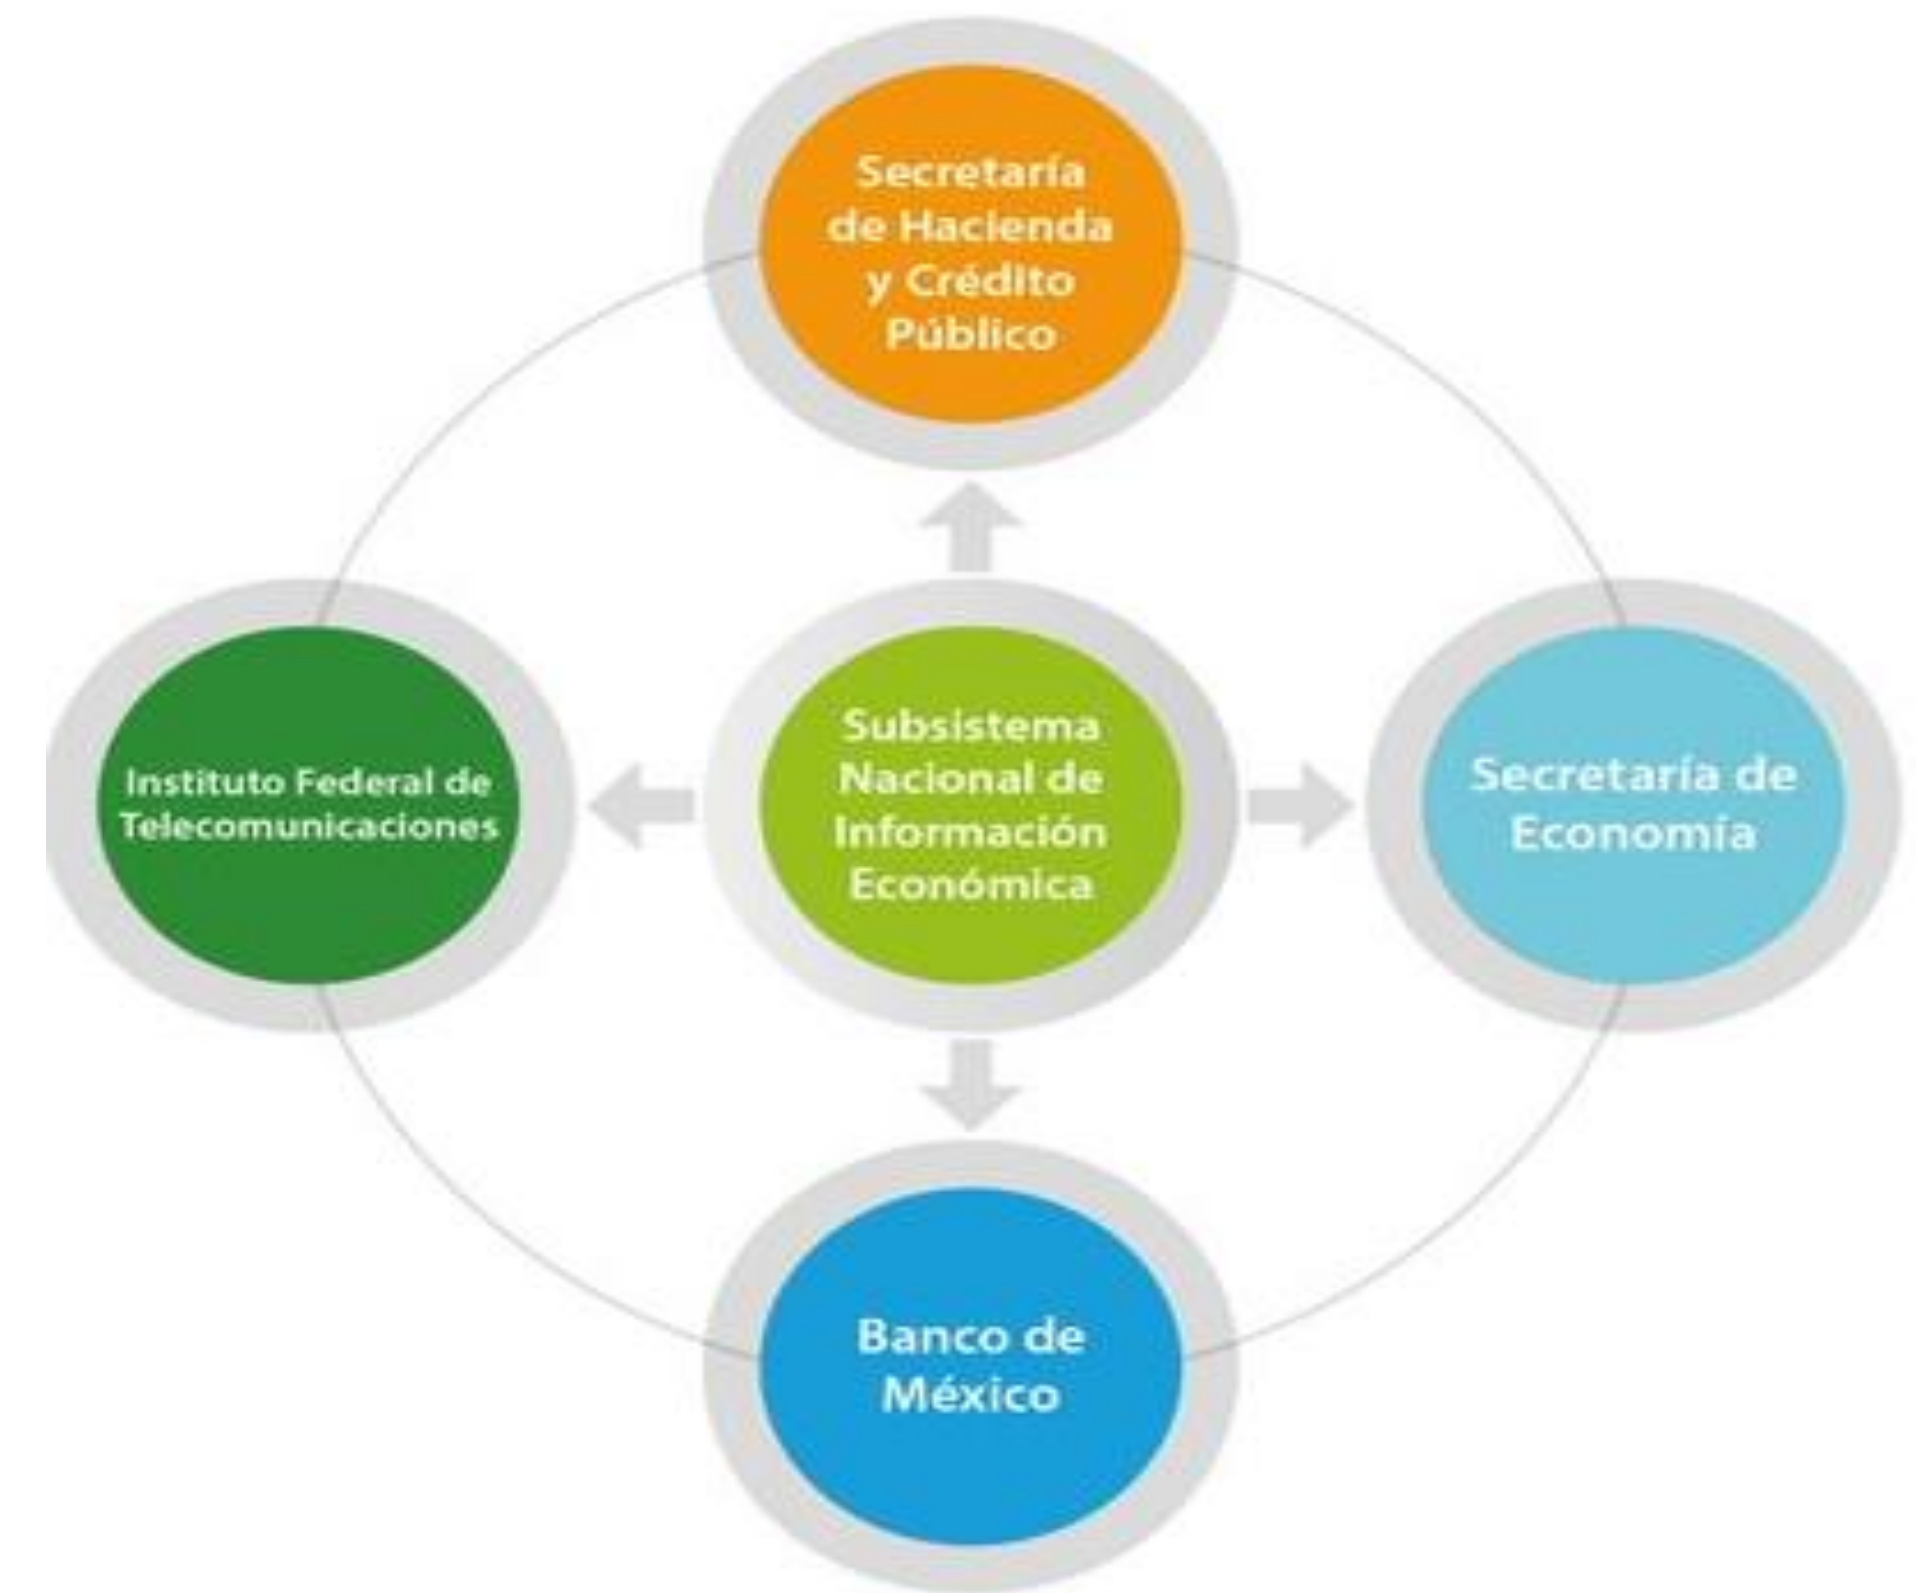 Secretaría
de Hacienda
y Crédito
Público
Instituto Federal de
Telecomunicaciones
Subsistema
Nacional de
Información
Económica
Secretaría de
Economía
Banco de
México